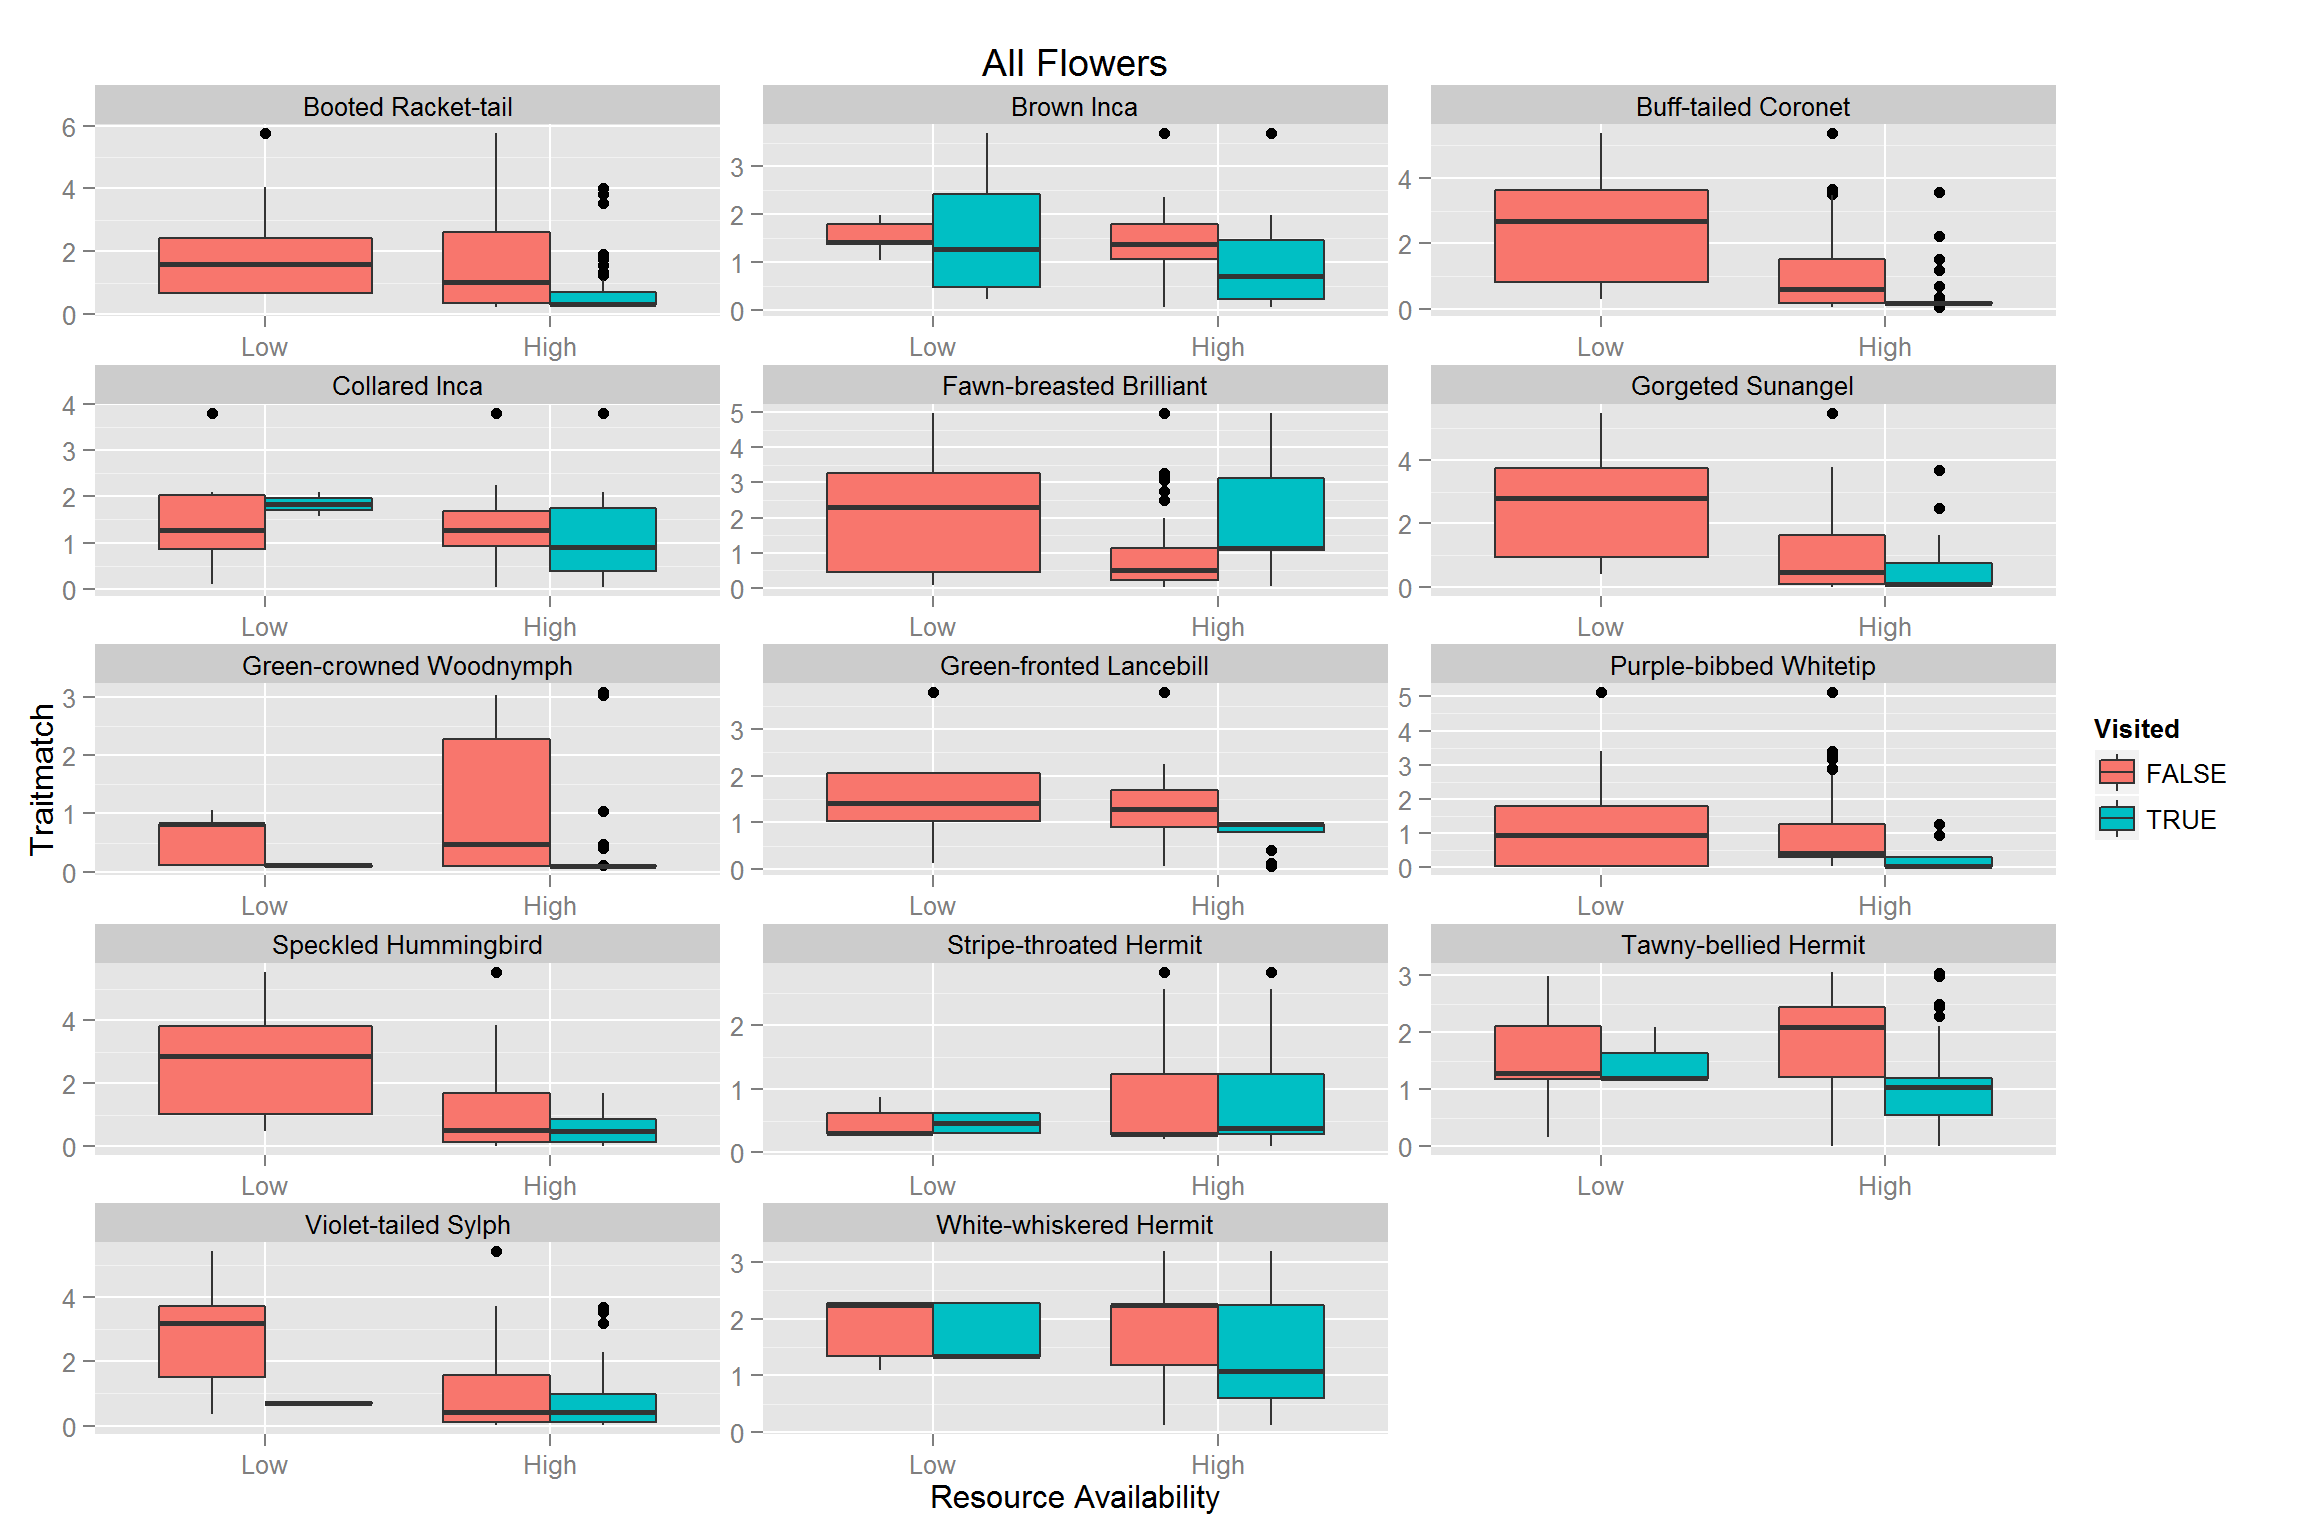 All Flowers
Booted Racket-tail
Brown Inca
Buff-tailed Coronet
6
4
2
0
3
2
1
0
4
2
0
Low High
Low High
Low High
Collared Inca
Fawn-breasted Brilliant
Gorgeted Sunangel
4
3
2
1
0
5
4
3
2
1
0
4
2
0
Low High
Low High
Low High
Green-crowned Woodnymph
Green-fronted Lancebill
Purple-bibbed Whitetip
3
2
1
0
3
2
1
0
5
4
3
2
1
0
Low High
Low High
Low High
Speckled Hummingbird
Stripe-throated Hermit
Tawny-bellied Hermit
4
2
0
2
1
0
3
2
1
0
Low High
Low High
Low High
Violet-tailed Sylph
White-whiskered Hermit
4
2
0
3
2
1
0
Low High
Low High
Traitmatch
Resource Availability
Visited
FALSE
TRUE